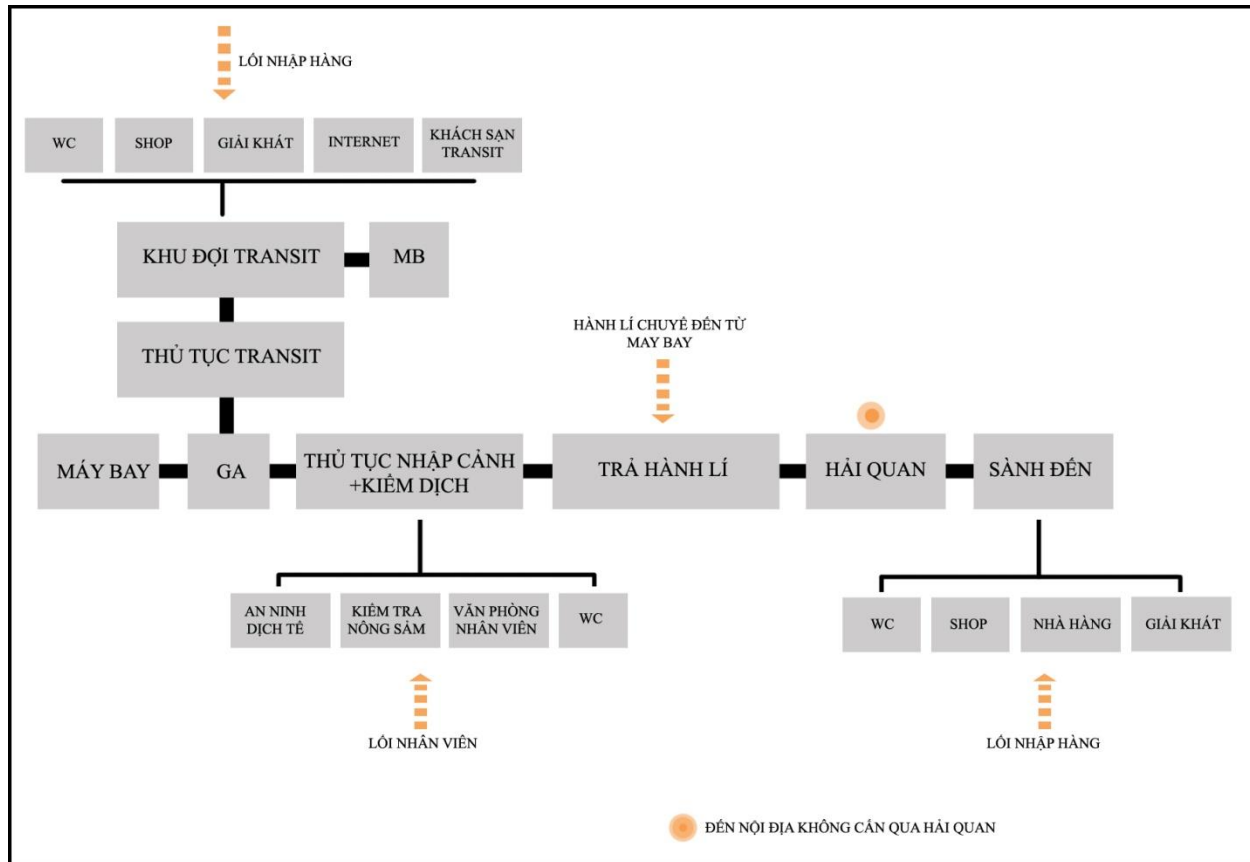 LỐI NHẬP HÀNG
WC
SHOP
GIẢI KHÁT
INTERNET
KHÁCH SẠN
TRANSIT
KHU ĐỢI TRANSIT
MB
THỦ TỤC TRANSIT
HÀNH LÍ CHUYỂ ĐẾN TỪ
MAY BAY
MÁY BAY
GA
THỦ TỤC NHẬP CẢNH
+KIỂM DỊCH
TRẢ HÀNH LÍ
HẢI QUAN
SÀNH ĐẾN
AN NINH
DỊCH TỄ
KIỂM TRA
NÔNG SẢM
VĂN PHÒNG
NHÂN VIÊN
WC
WC
SHOP
NHÀ HÀNG
GIẢI KHÁT
LỐI NHÂN VIÊN
LỐI NHẬP HÀNG
ĐẾN NỘI ĐỊA KHÔNG CẦN QUA HẢI QUAN